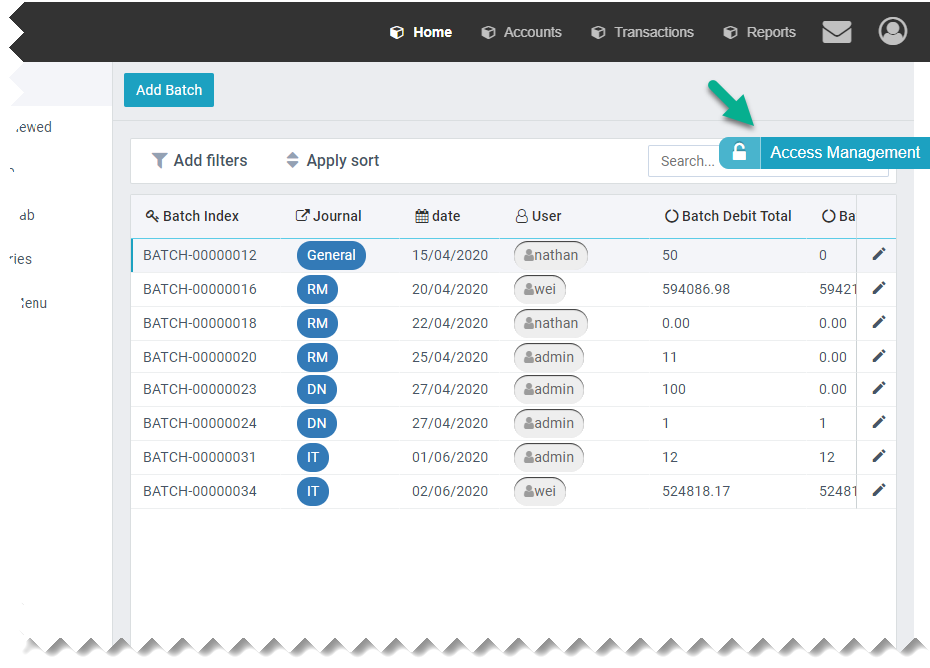 Home Accounts Transactions Reports
Add Batch
ewed
Add filters Apply sort Search... Access Management
ab
Batch Index Journal date User Batch Debit Total Ba
BATCH-00000012 General 15/04/2020 nathan 50 0
ries
BATCH-00000016 RM 20/04/2020 wei 594086.98 59421
enu
BATCH-00000018 RM 22/04/2020 nathan 0.00 0.00
BATCH-00000020 RM 25/04/2020 admin 11 0.00
BATCH-00000023 DN 27/04/2020 admin 100 0.00
BATCH-00000024 DN 27/04/2020 admin 1 1
BATCH-00000031 IT 01/06/2020 admin 12 12
BATCH-00000034 IT 02/06/2020 wei 524818.17 52481